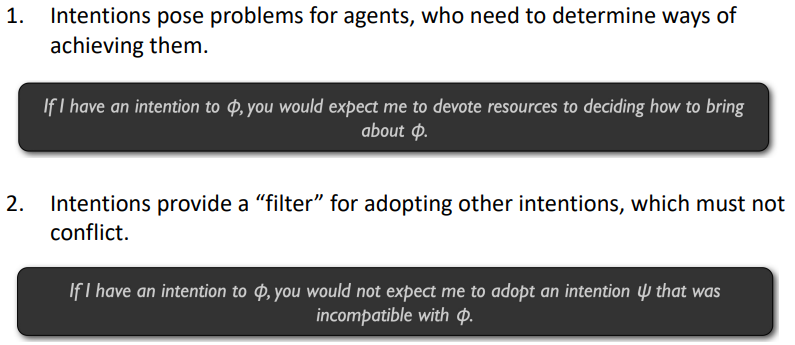 1. Intentions pose problems for agents, who need to determine ways of
achieving them.
If I have an intention to ϕ, you would expect me to devote resources to deciding how to bring
about ϕ.
2. Intentions provide a “filter” for adopting other intentions, which must not
conflict.
If I have an intention to ϕ, you would not expect me to adopt an intention ψ that was
incompatible with ϕ.